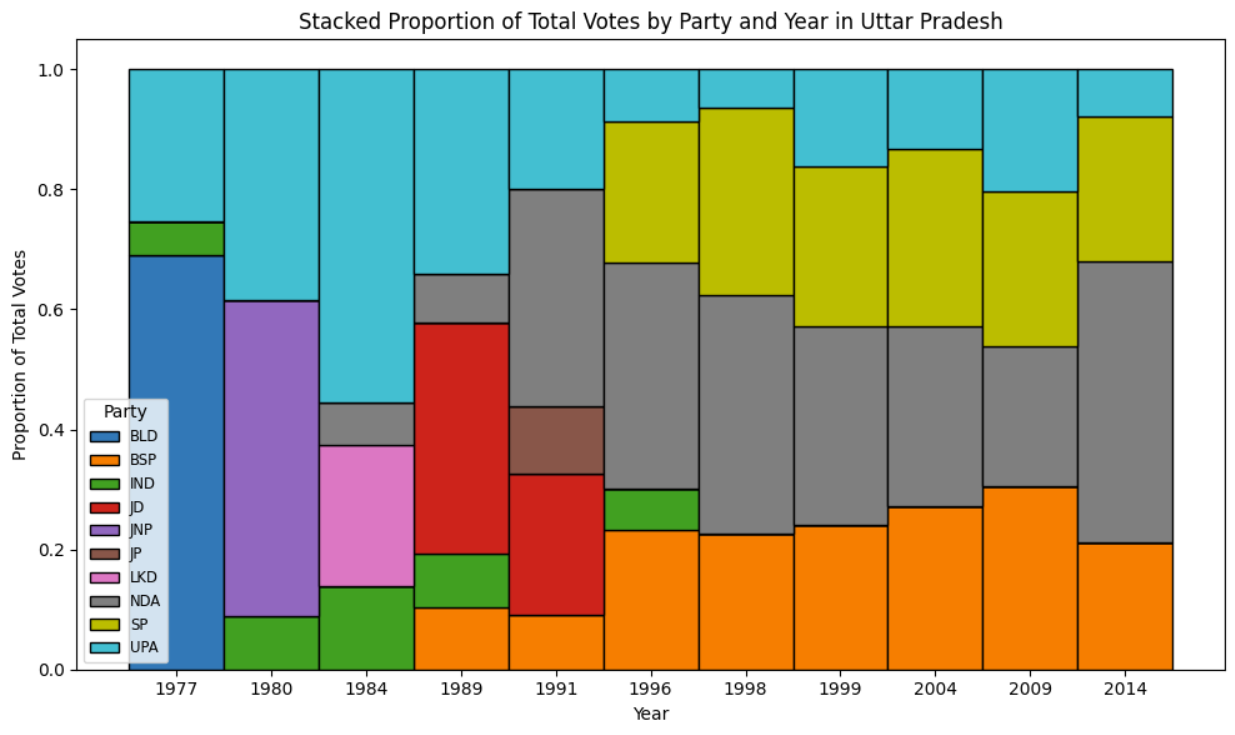 Stacked Proportion of Total Votes by Party and Year in Uttar Pradesh
Proportion of Total Votes
1.0
0.8
0.6
0.4
0.2
0.0
Party
BLD
BSP
IND
JD
JNP
JP
LKD
NDA
SP
UPA
1977 1980 1984 1989 1991 1996 1998 1999 2004 2009 2014
Year